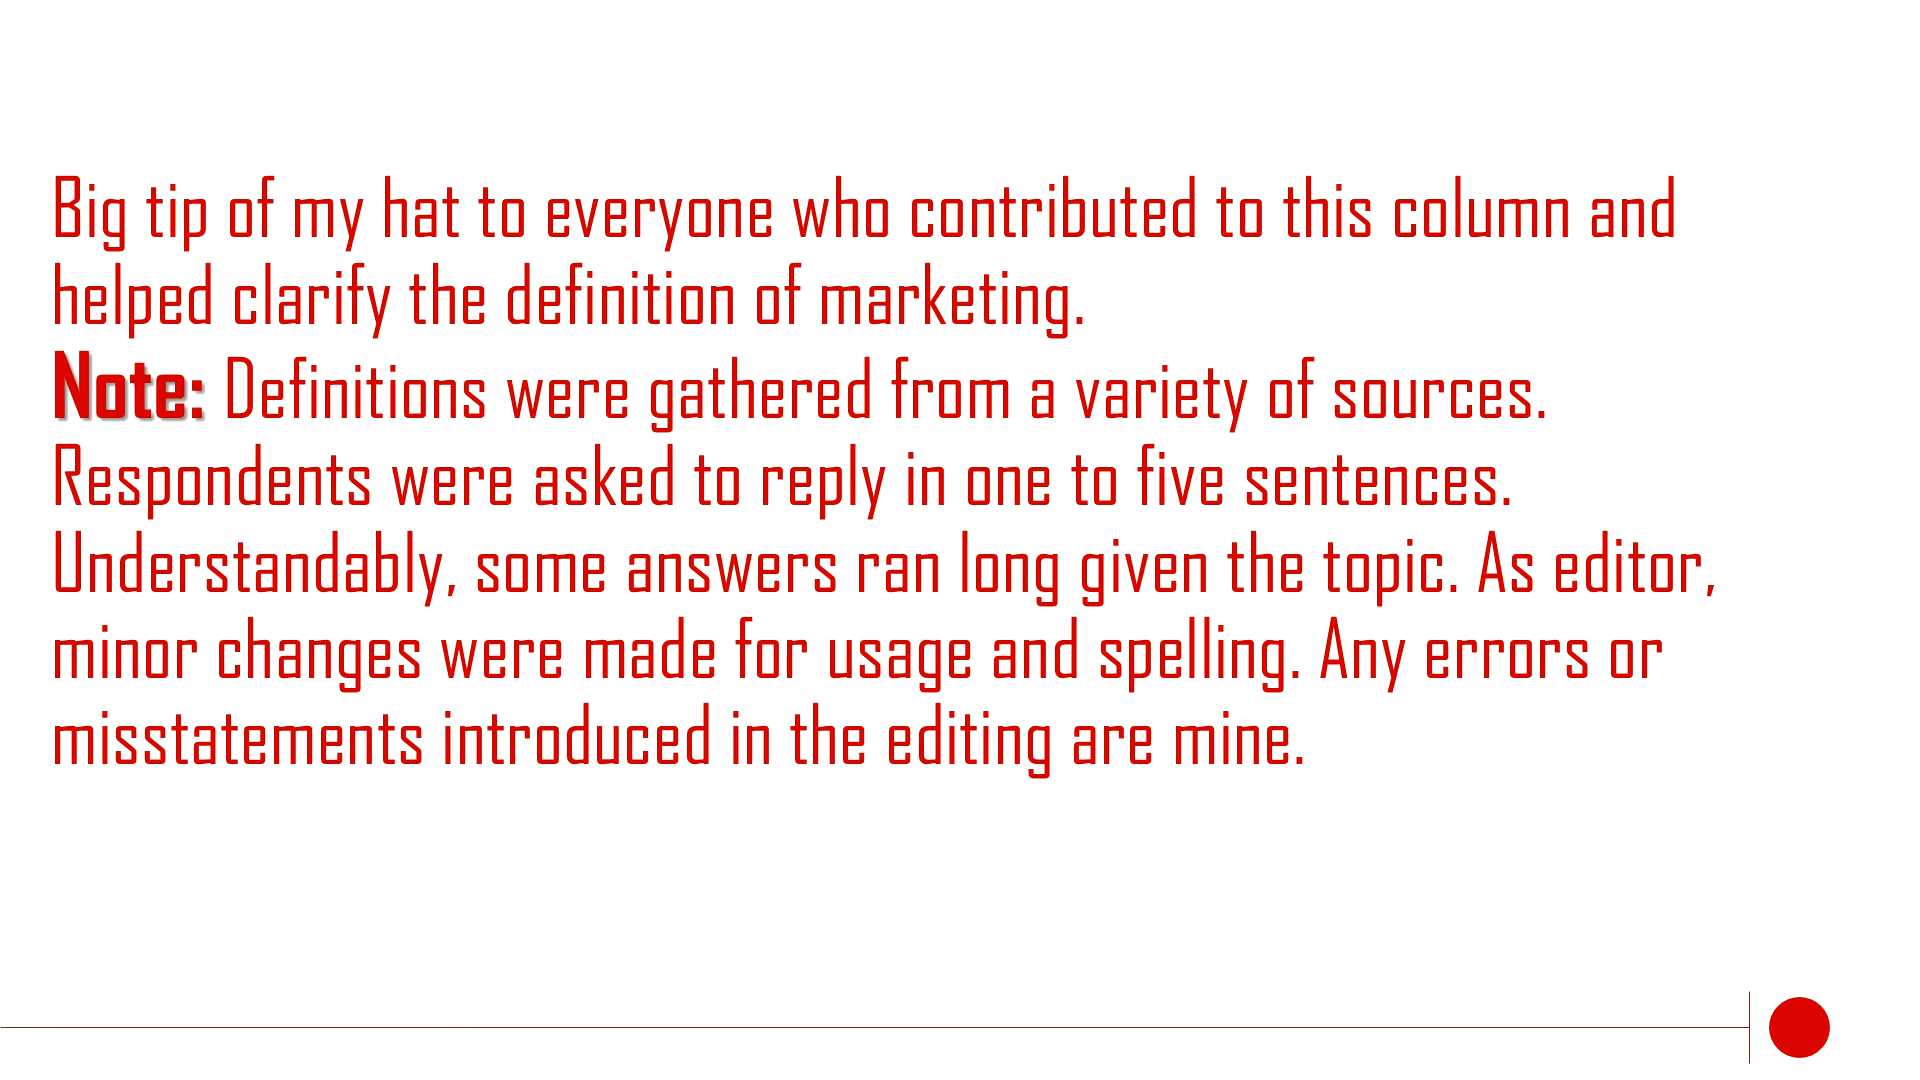 Big tip of my hat to everyone who contributed to this column and
helped clarify the definition of marketing.
Note: Definitions were gathered from a variety of sources.
Respondents were asked to reply in one to five sentences.
Understandably, some answers ran long given the topic. As editor,
minor changes were made for usage and spelling. Any errors or
misstatements introduced in the editing are mine.